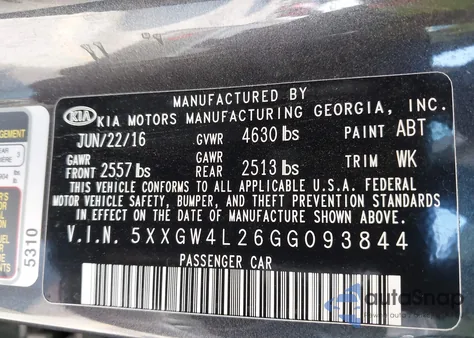 MANUFACTURED BY
KIA KIA MOTORS MANUFACTURING GEORGIA, INC.
JUN/22/16 GVWR 4630 lbs PAINT ABT
GAWR FRONT 2557 lbs GAWR REAR 2513 lbs TRIM WK
THIS VEHICLE CONFORMS TO ALL APPLICABLE U.S.A. FEDERAL
MOTOR VEHICLE SAFETY, BUMPER, AND THEFT PREVENTION STANDARDS
IN EFFECT ON THE DATE OF MANUFACTURE SHOWN ABOVE.
V.I.N. 5XXGW4L26GG093844
PASSENGER CAR
5310
autoSnap